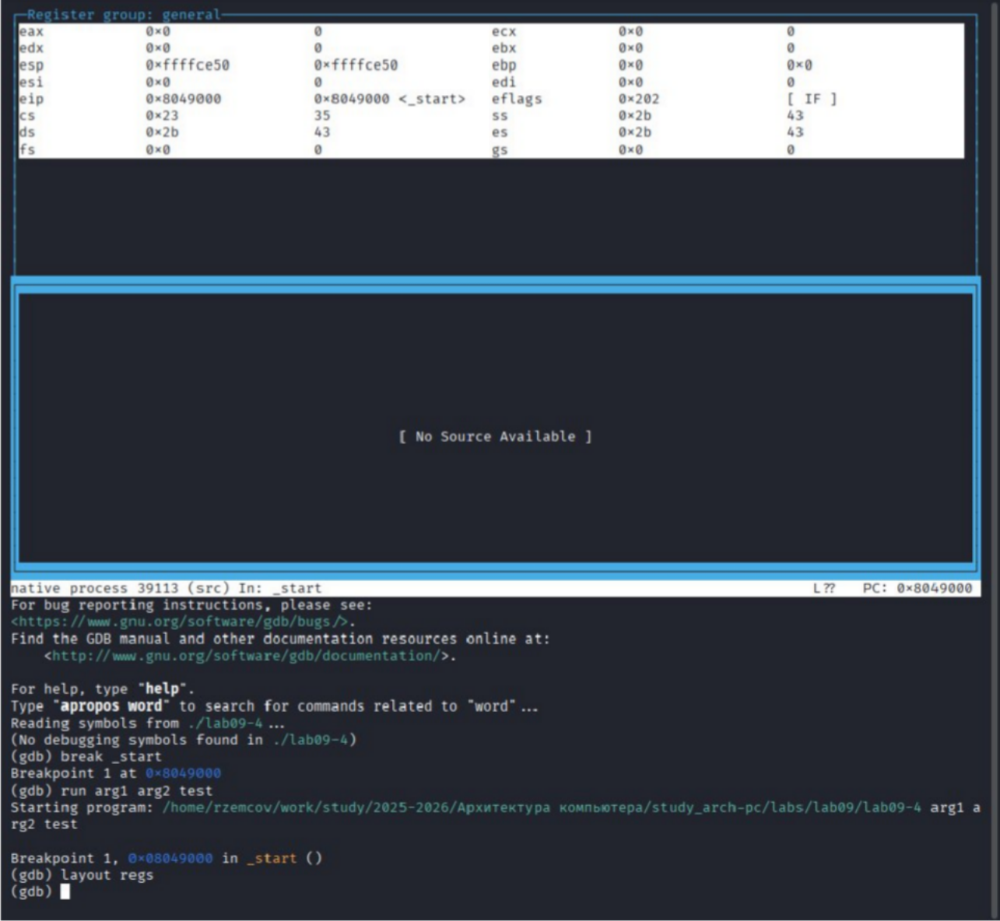 Register group: general
eax 0x0 0 ecx 0x0 0
edx 0x0 0 ebx 0x0 0
esp 0xffffce50 0xffffce50 ebp 0x0 0x0
esi 0x0 0 edi 0x0 0
eip 0x8049000 0x8049000 <_start> eflags 0x202 [ IF ]
cs 0x23 35 ss 0x2b 43
ds 0x2b 43 es 0x2b 43
fs 0x0 0 gs 0x0 0
[ No Source Available ]
native process 39113 (src) In: _start L?? PC: 0x8049000
For bug reporting instructions, please see:
<https://www.gnu.org/software/gdb/bugs/>.
Find the GDB manual and other documentation resources online at:
<http://www.gnu.org/software/gdb/documentation/>.
For help, type "help".
Type "apropos word" to search for commands related to "word"...
Reading symbols from ./lab09-4...
(No debugging symbols found in ./lab09-4)
(gdb) break _start
Breakpoint 1 at 0x8049000
(gdb) run arg1 arg2 test
Starting program: /home/rzemcov/work/study/2025-2026/Архитектура компьютера/study_arch-pc/labs/lab09/lab09-4 arg1 a
rg2 test
Breakpoint 1, 0x08049000 in _start ()
(gdb) layout regs
(gdb)